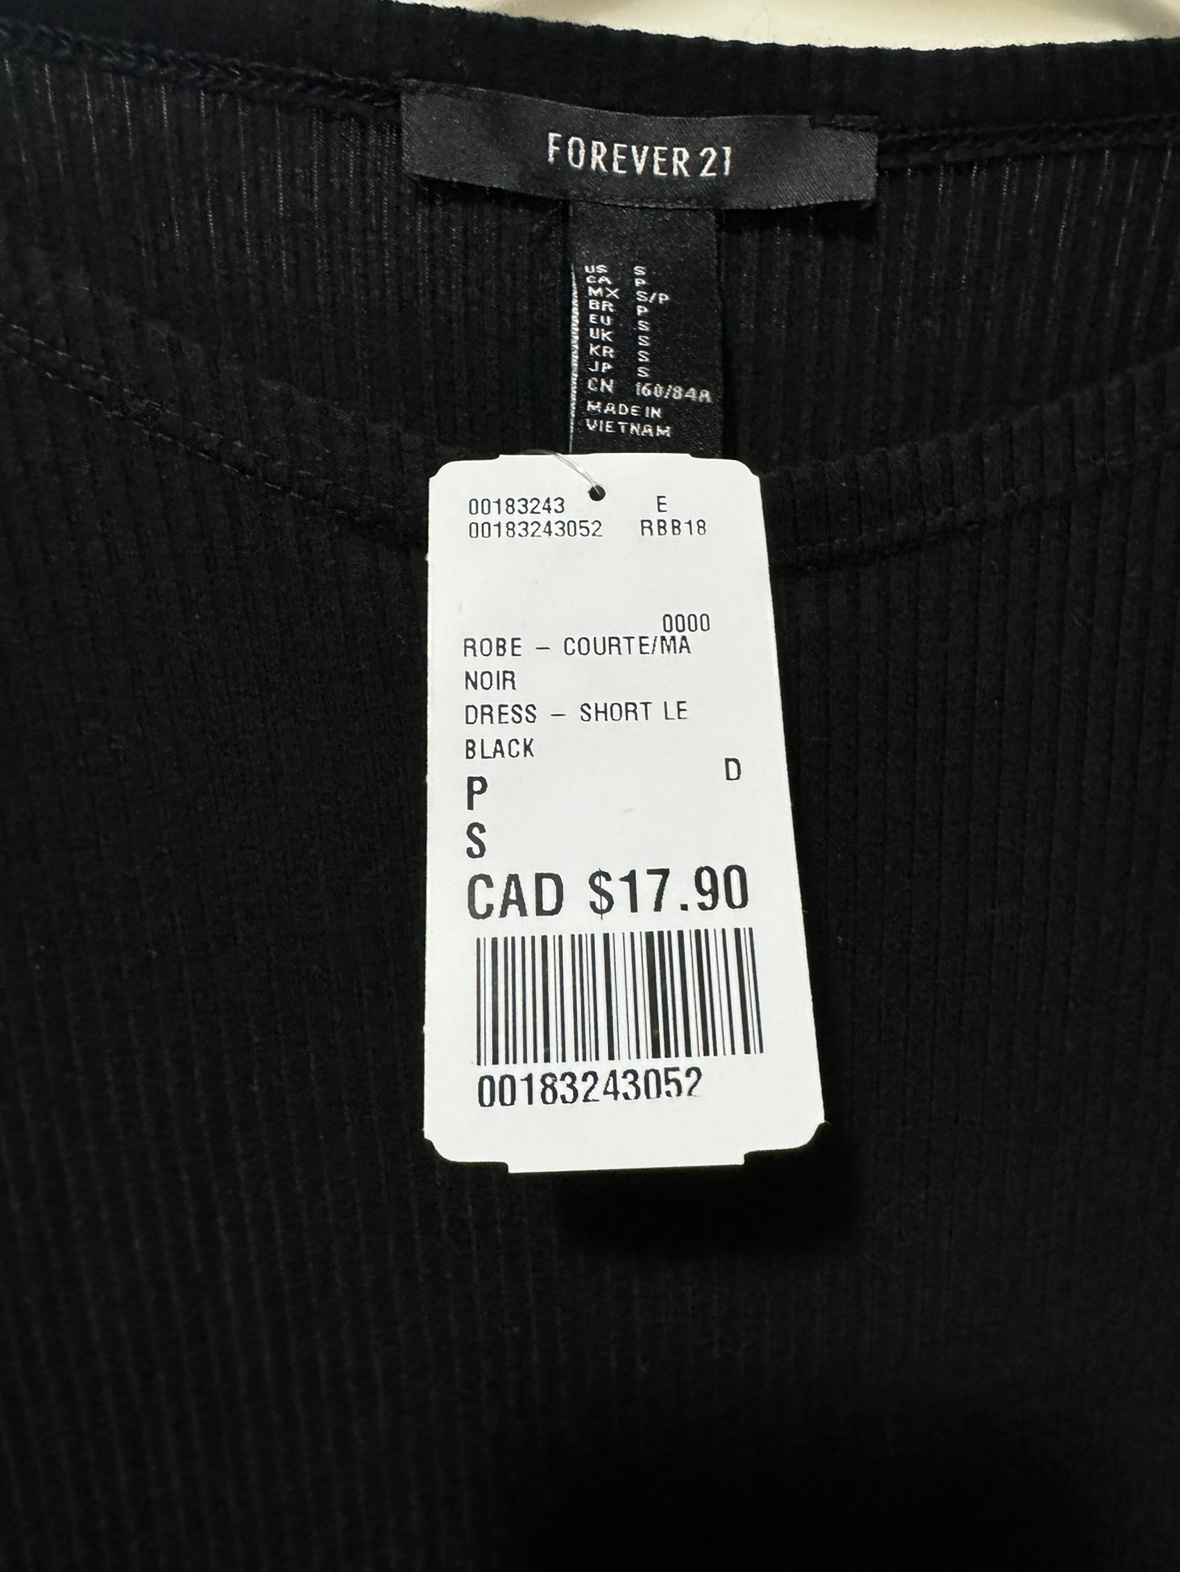 FOREVER 21
US S
CA P
MX S/P
BR P
EU S
UK S
KR S
JP S
CN 160/84A
MADE IN
VIETNAM
00183243 E
00183243052 RBB18
0000
ROBE – COURTE/MA
NOIR
DRESS – SHORT LE
BLACK
D
P
S
CAD $17.90
00183243052